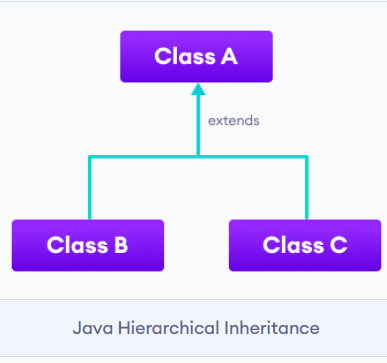 Class A
extends
Class B
Class C
Java Hierarchical Inheritance